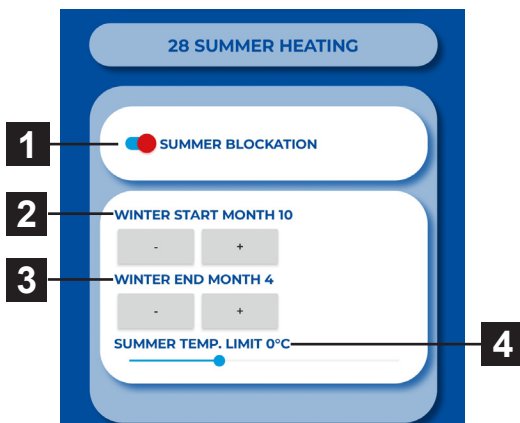 28 SUMMER HEATING
1
SUMMER BLOCKATION
2
WINTER START MONTH 10
- +
3
WINTER END MONTH 4
- +
SUMMER TEMP. LIMIT 0°C
4